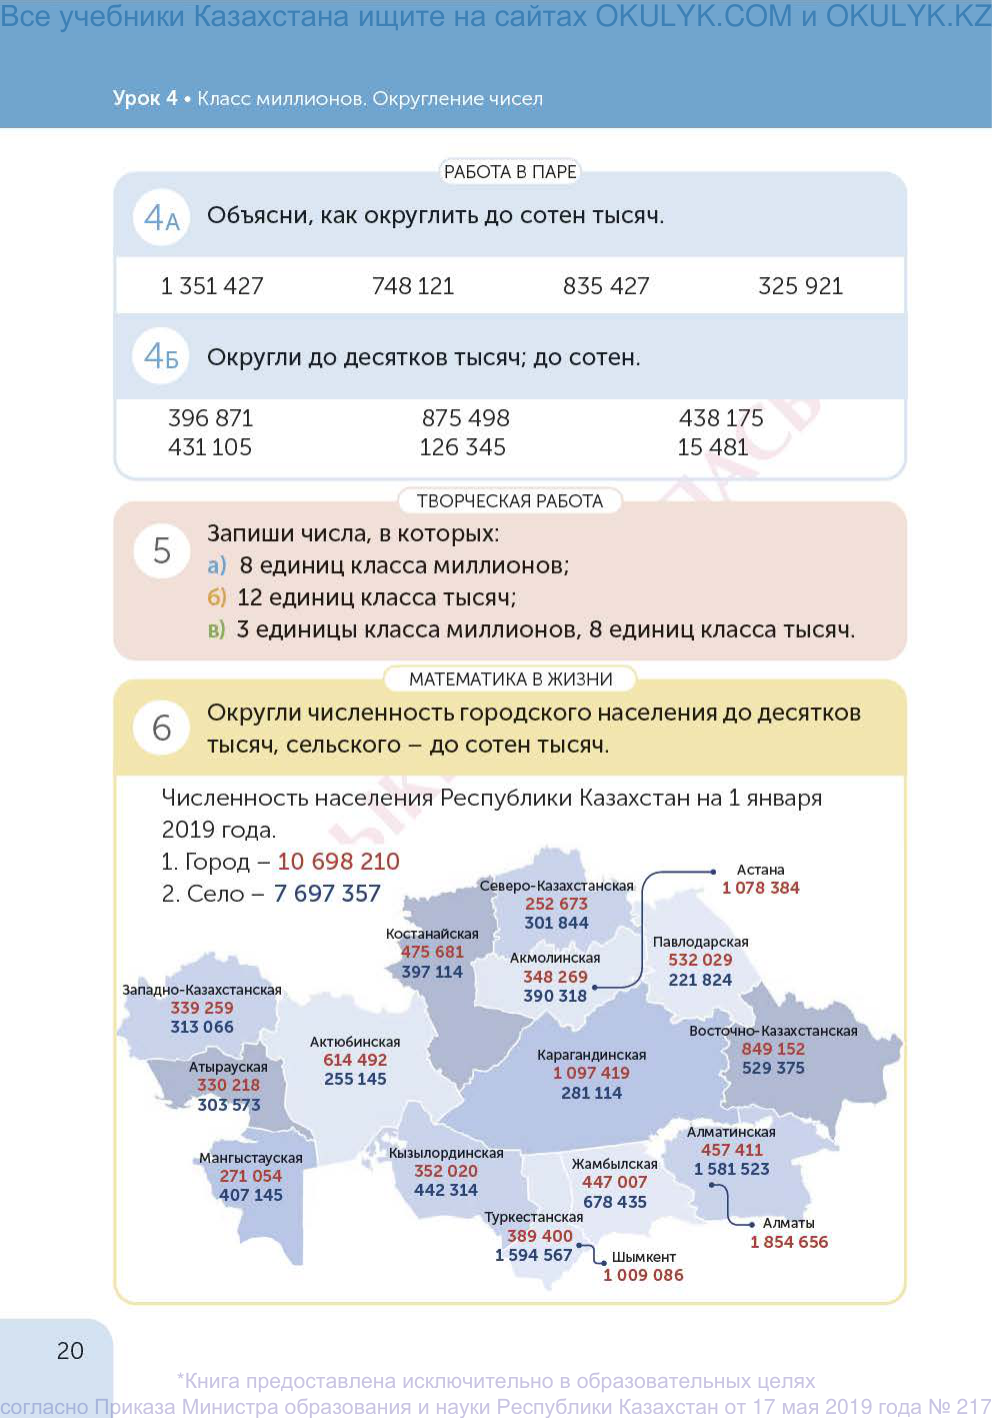 Все учебники Казахстана ищите на сайтах OKULYK.COM и OKULYK.KZ
Урок 4 • Класс миллионов. Округление чисел
РАБОТА В ПАРЕ
4А Объясни, как округлить до сотен тысяч.
1 351 427 748 121 835 427 325 921
4Б Округли до десятков тысяч; до сотен.
396 871 875 498 438 175
431 105 126 345 15 481
ТВОРЧЕСКАЯ РАБОТА
5 Запиши числа, в которых:
а) 8 единиц класса миллионов;
б) 12 единиц класса тысяч;
в) 3 единицы класса миллионов, 8 единиц класса тысяч.
МАТЕМАТИКА В ЖИЗНИ
6 Округли численность городского населения до десятков
тысяч, сельского – до сотен тысяч.
Численность населения Республики Казахстан на 1 января
2019 года.
1. Город – 10 698 210
2. Село – 7 697 357
Астана
1 078 384
Северо-Казахстанская
252 673
301 844
Костанайская
475 681
397 114
Акмолинская
348 269
390 318
Павлодарская
532 029
221 824
Западно-Казахстанская
339 259
313 066
Актюбинская
614 492
255 145
Атырауская
330 218
303 573
Карагандинская
1 097 419
281 114
Восточно-Казахстанская
849 152
529 375
Мангыстауская
271 054
407 145
Кызылординская
352 020
442 314
Жамбылская
447 007
678 435
Алматинская
457 411
1 581 523
Туркестанская
389 400
1 594 567
Шымкент
1 009 086
Алматы
1 854 656
20
*Книга предоставлена исключительно в образовательных целях
согласно Приказа Министра образования и науки Республики Казахстан от 17 мая 2019 года № 217